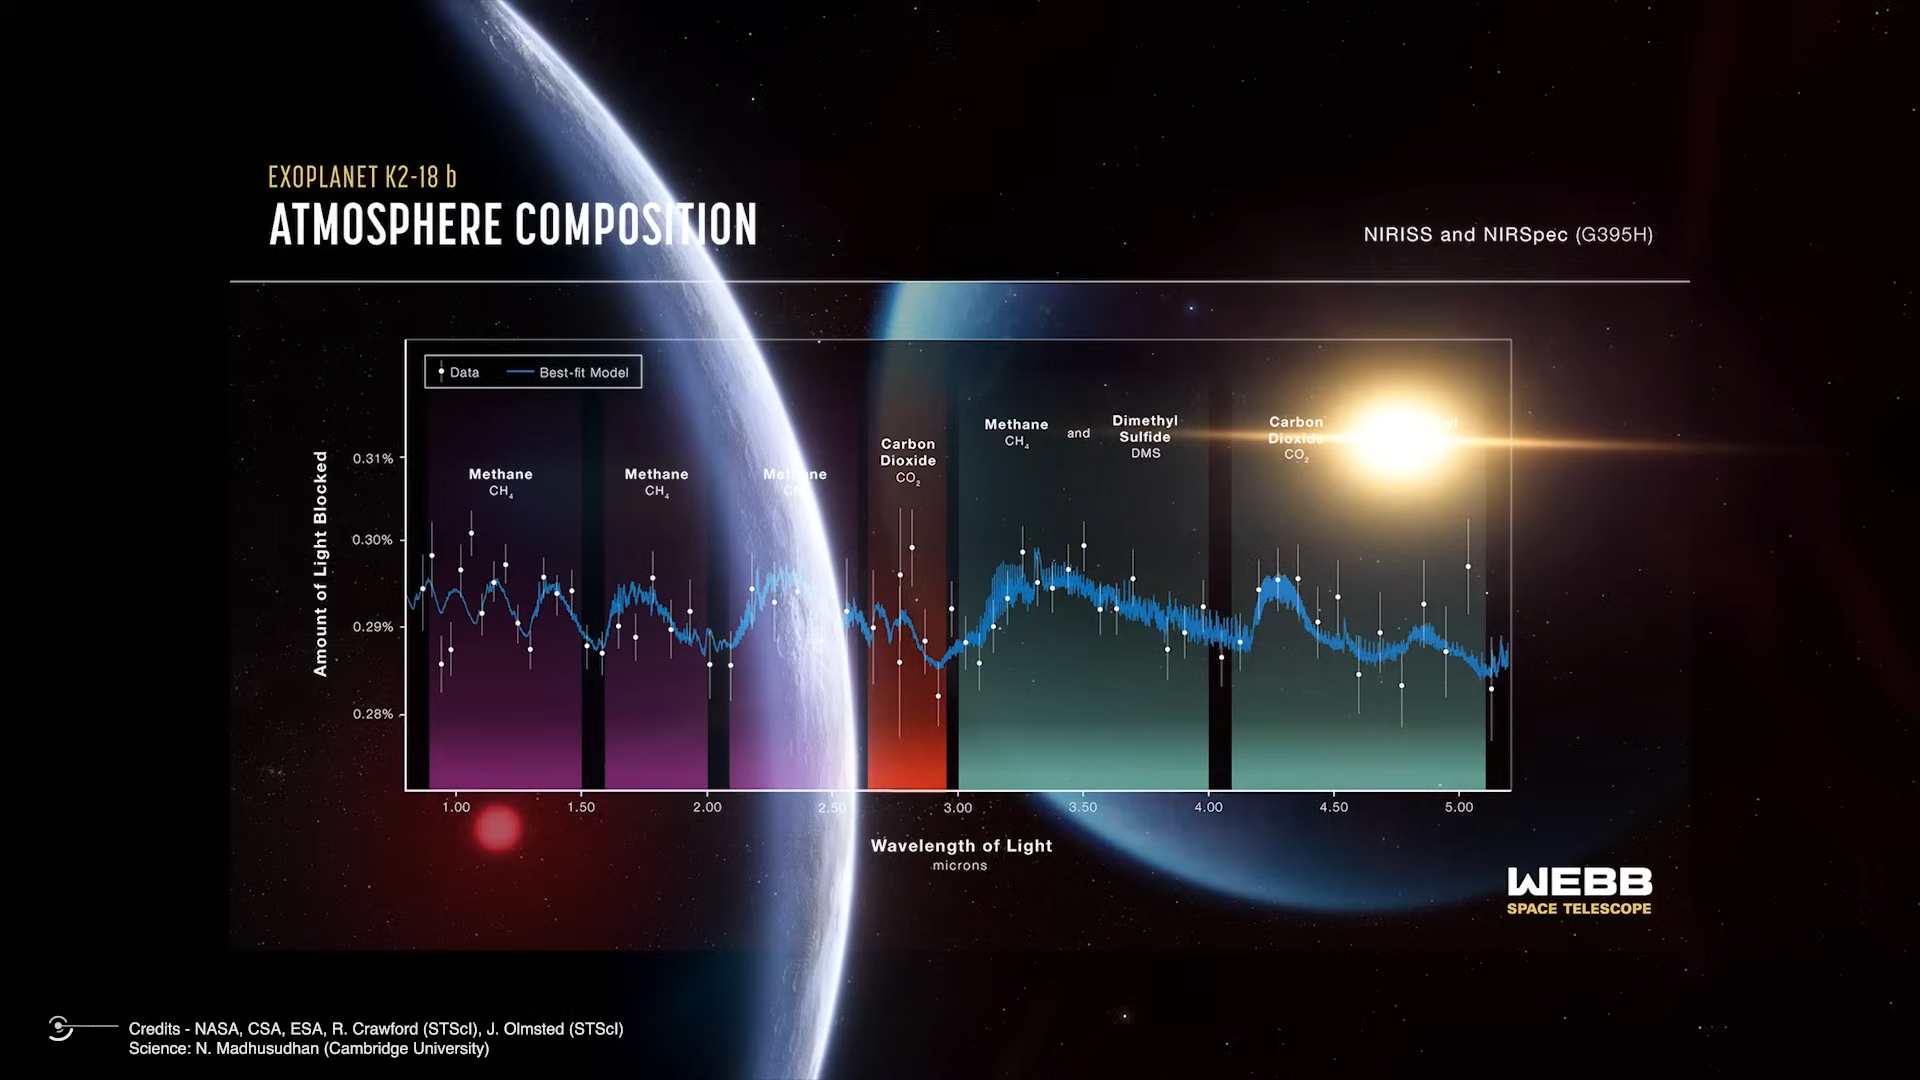 EXOPLANET K2-18 b
ATMOSPHERE COMPOSITION
NIRISS and NIRSpec (G395H)
Data
Best-fit Model
Methane
CH₄
Methane
CH₄
Methane
CH
Carbon
Dioxide
CO₂
Methane
CH₄
and
Dimethyl
Sulfide
DMS
Carbon
Dioxide
CO₂
Amount of Light Blocked
0.31%
0.30%
0.29%
0.28%
1.00
1.50
2.00
2.50
3.00
3.50
4.00
4.50
5.00
Wavelength of Light
microns
WEBB
SPACE TELESCOPE
Credits - NASA, CSA, ESA, R. Crawford (STScI), J. Olmsted (STScI)
Science: N. Madhusudhan (Cambridge University)